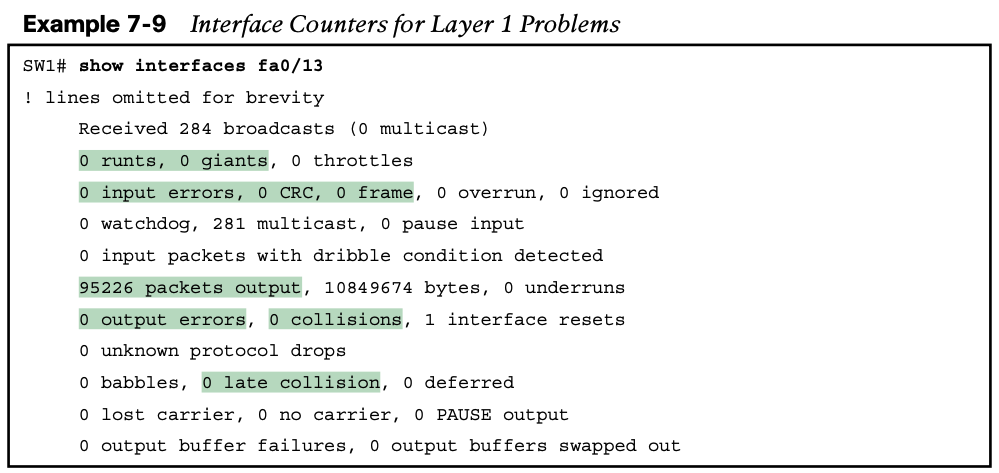 Example 7-9 Interface Counters for Layer 1 Problems
SW1# show interfaces fa0/13
! lines omitted for brevity
Received 284 broadcasts (0 multicast)
0 runts, 0 giants, 0 throttles
0 input errors, 0 CRC, 0 frame, 0 overrun, 0 ignored
0 watchdog, 281 multicast, 0 pause input
0 input packets with dribble condition detected
95226 packets output, 10849674 bytes, 0 underruns
0 output errors, 0 collisions, 1 interface resets
0 unknown protocol drops
0 babbles, 0 late collision, 0 deferred
0 lost carrier, 0 no carrier, 0 PAUSE output
0 output buffer failures, 0 output buffers swapped out